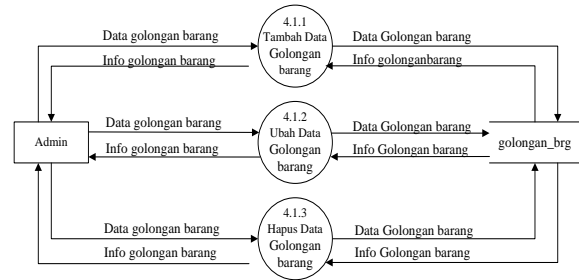 4.1.1
Tambah Data
Golongan
barang
Data golongan barang
Info golongan barang
Data Golongan barang
Info golonganbarang
Admin
Data golongan barang
Info golongan barang
4.1.2
Ubah Data
Golongan
barang
Data Golongan barang
Info Golongan barang
golongan_brg
4.1.3
Hapus Data
Golongan
barang
Data golongan barang
Info golongan barang
Data Golongan barang
Info Golongan barang